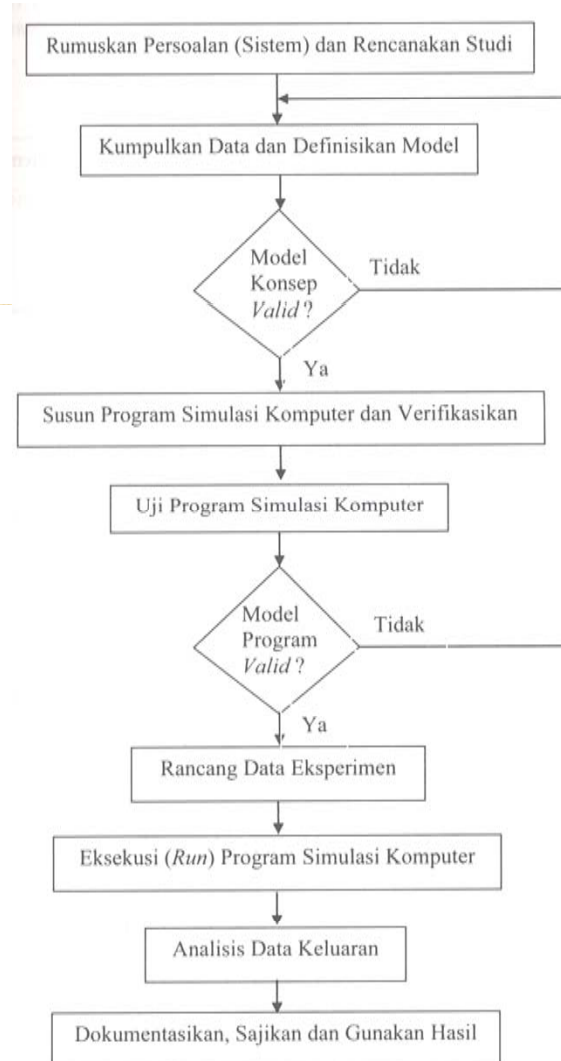 Rumuskan Persoalan (Sistem) dan Rencanakan Studi
Kumpulkan Data dan Definisikan Model
Model
Konsep
Valid ?
Tidak
Ya
Susun Program Simulasi Komputer dan Verifikasikan
Uji Program Simulasi Komputer
Model
Program
Valid ?
Tidak
Ya
Rancang Data Eksperimen
Eksekusi (Run) Program Simulasi Komputer
Analisis Data Keluaran
Dokumentasikan, Sajikan dan Gunakan Hasil